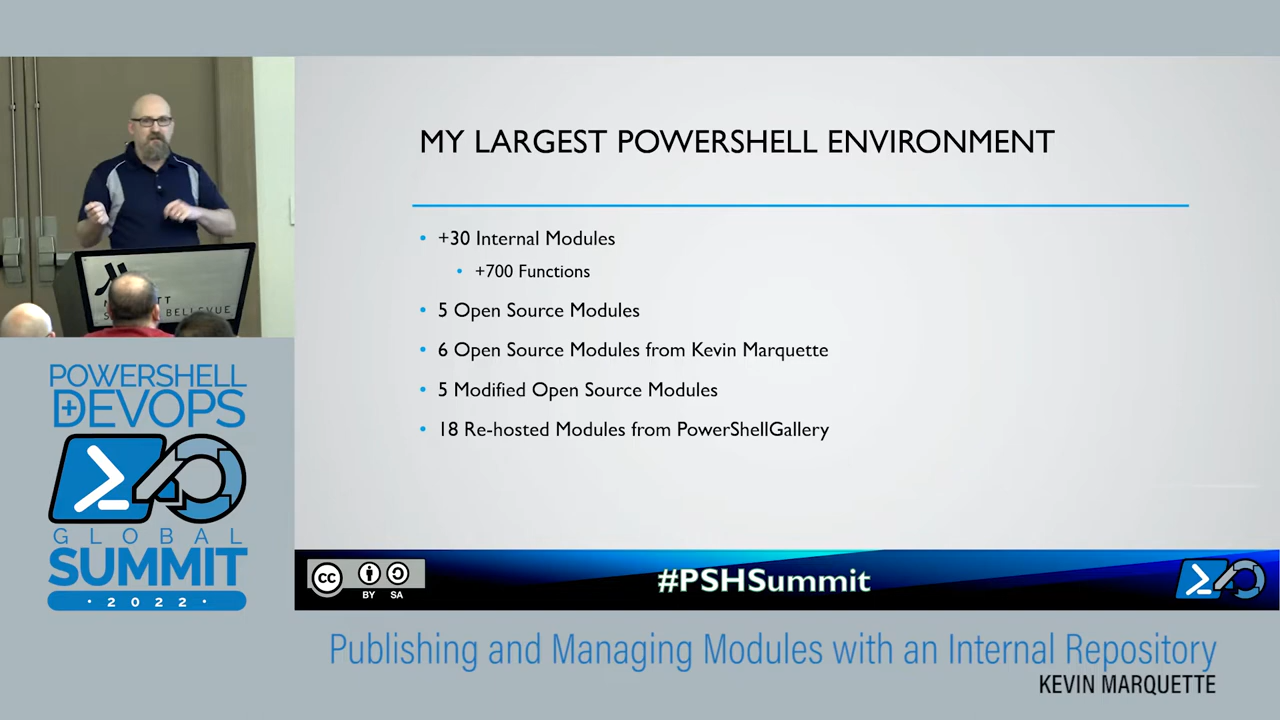 MY LARGEST POWERSHELL ENVIRONMENT
+30 Internal Modules
+700 Functions
5 Open Source Modules
6 Open Source Modules from Kevin Marquette
5 Modified Open Source Modules
18 Re-hosted Modules from PowerShellGallery
BELLEVUE
POWERSHELL
+DEVOPS
GLOBAL
SUMMIT
· 2022 ·
cc
BY SA
#PSHSummit
Publishing and Managing Modules with an Internal Repository
KEVIN MARQUETTE